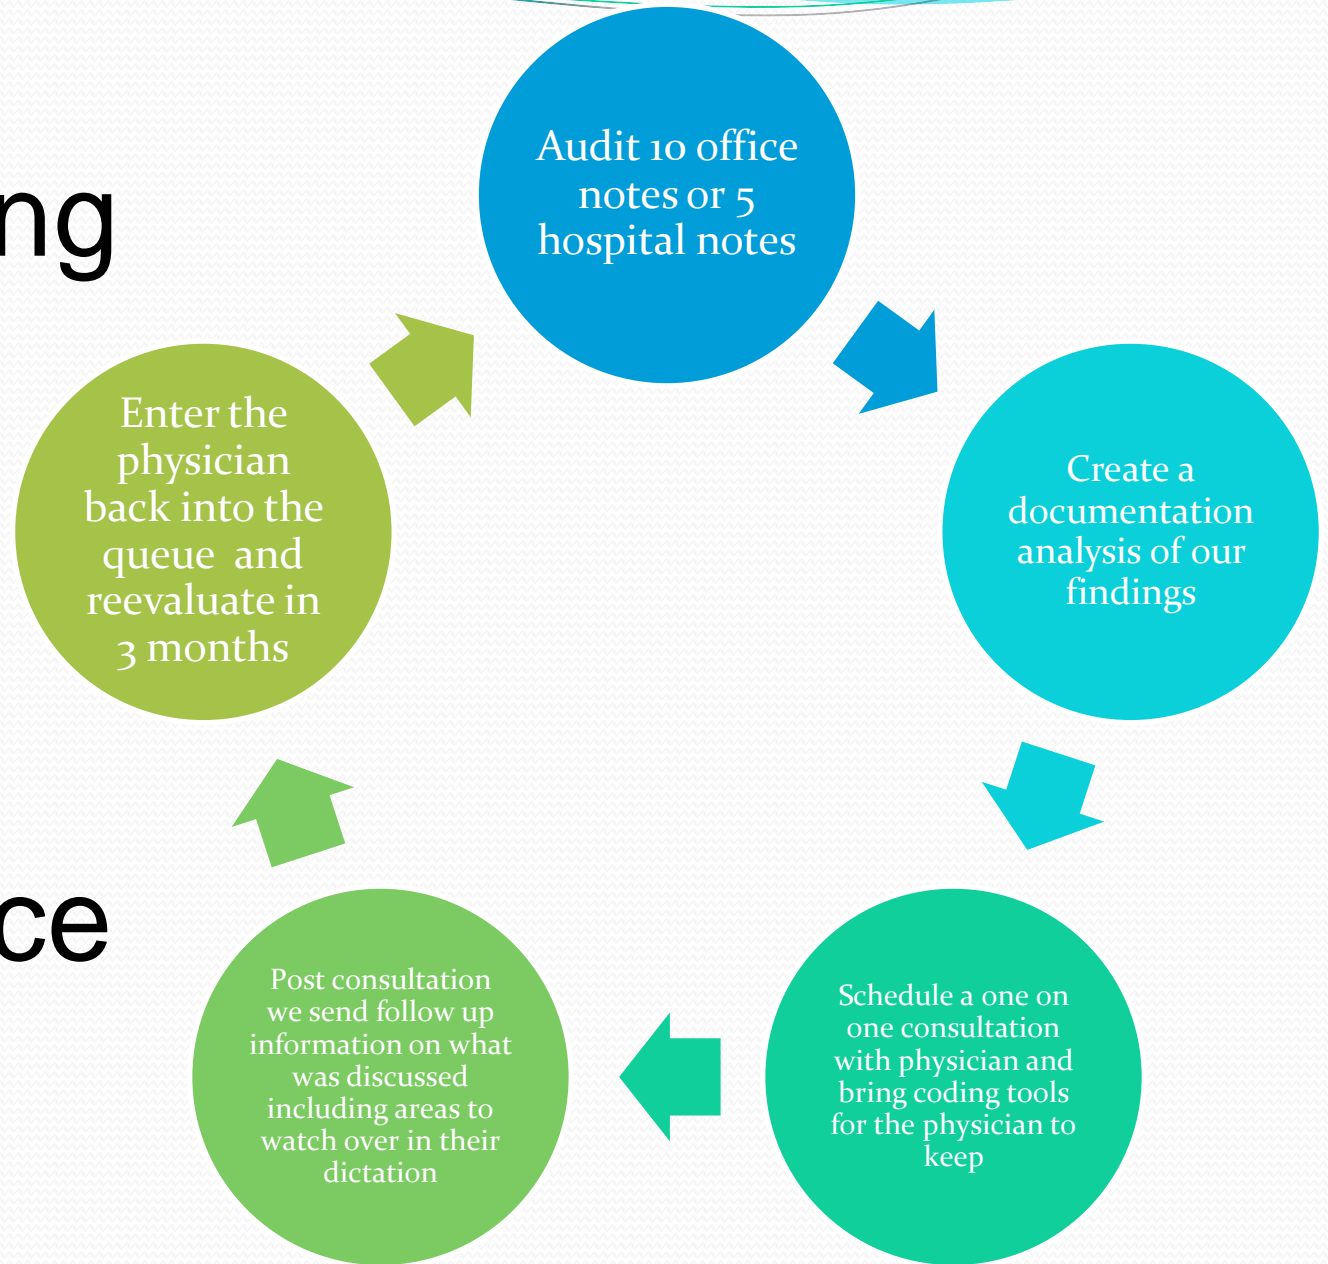 ng
ce
Audit 10 office
notes or 5
hospital notes
Create a
documentation
analysis of our
findings
Schedule a one on
one consultation
with physician and
bring coding tools
for the physician to
keep
Post consultation
we send follow up
information on what
was discussed
including areas to
watch over in their
dictation
Enter the
physician
back into the
queue  and
reevaluate in
3 months